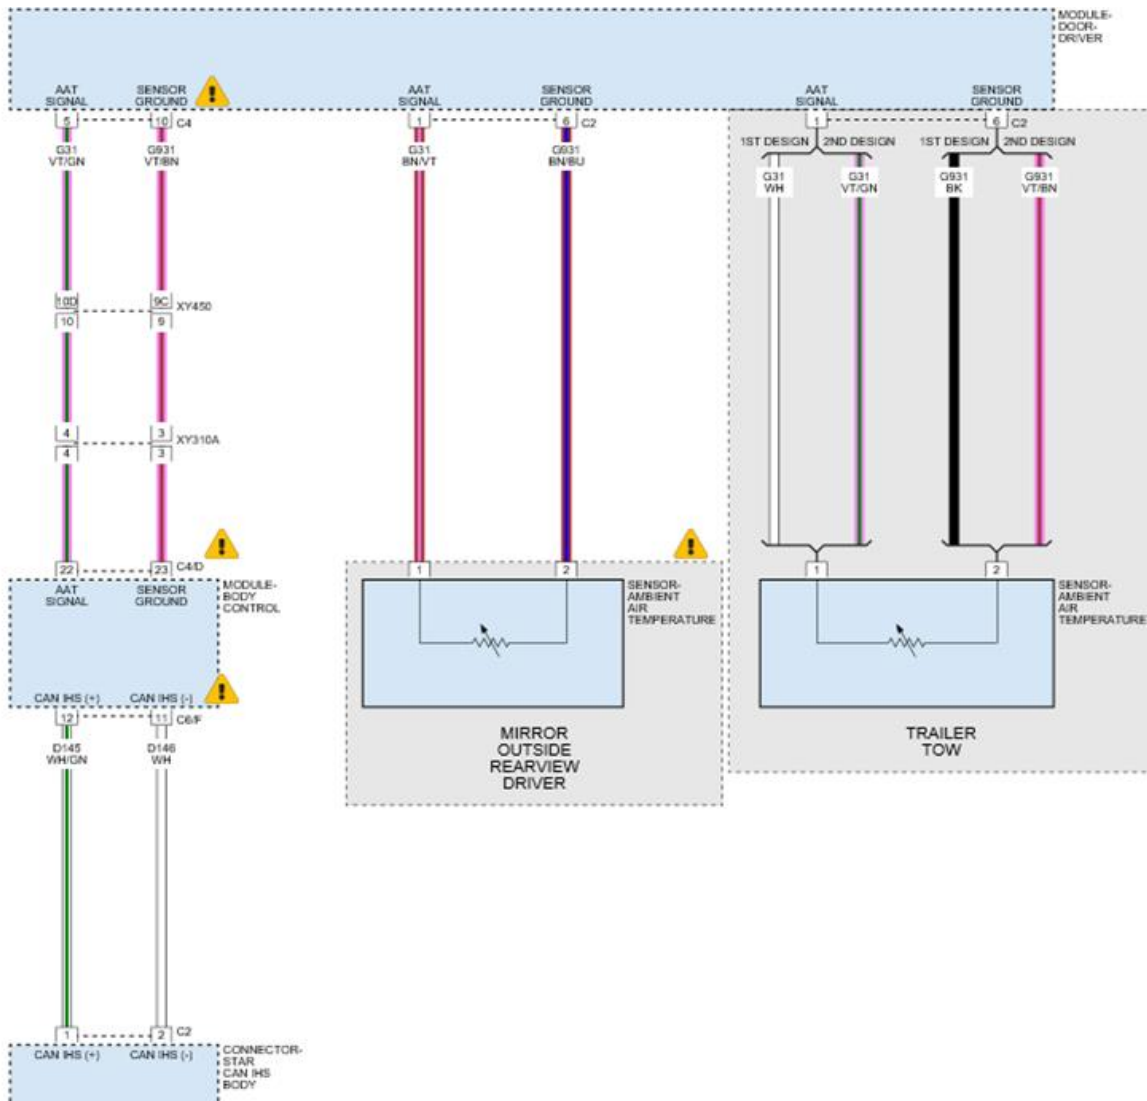 MODULE-
DOOR-
DRIVER
AAT
SIGNAL
SENSOR
GROUND
!
AAT
SIGNAL
SENSOR
GROUND
AAT
SIGNAL
SENSOR
GROUND
5
10
C4
1
6
C2
1
6
C2
1ST DESIGN
2ND DESIGN
1ST DESIGN
2ND DESIGN
G31
VT/GN
G931
VT/BN
G31
BN/VT
G931
BN/BU
G31
WH
G31
VT/GN
G931
BK
G931
VT/BN
10D
9C
XY450
10
9
4
3
XY310A
4
3
!
!
22
23
C4/D
1
2
1
2
AAT
SIGNAL
SENSOR
GROUND
MODULE-
BODY
CONTROL
SENSOR-
AMBIENT
AIR
TEMPERATURE
SENSOR-
AMBIENT
AIR
TEMPERATURE
CAN IHS (+)
CAN IHS (-)
!
12
11
C6/F
MIRROR
OUTSIDE
REARVIEW
DRIVER
TRAILER
TOW
D145
WH/GN
D146
WH
1
2
C2
CAN IHS (+)
CAN IHS (-)
CONNECTOR-
STAR
CAN IHS
BODY